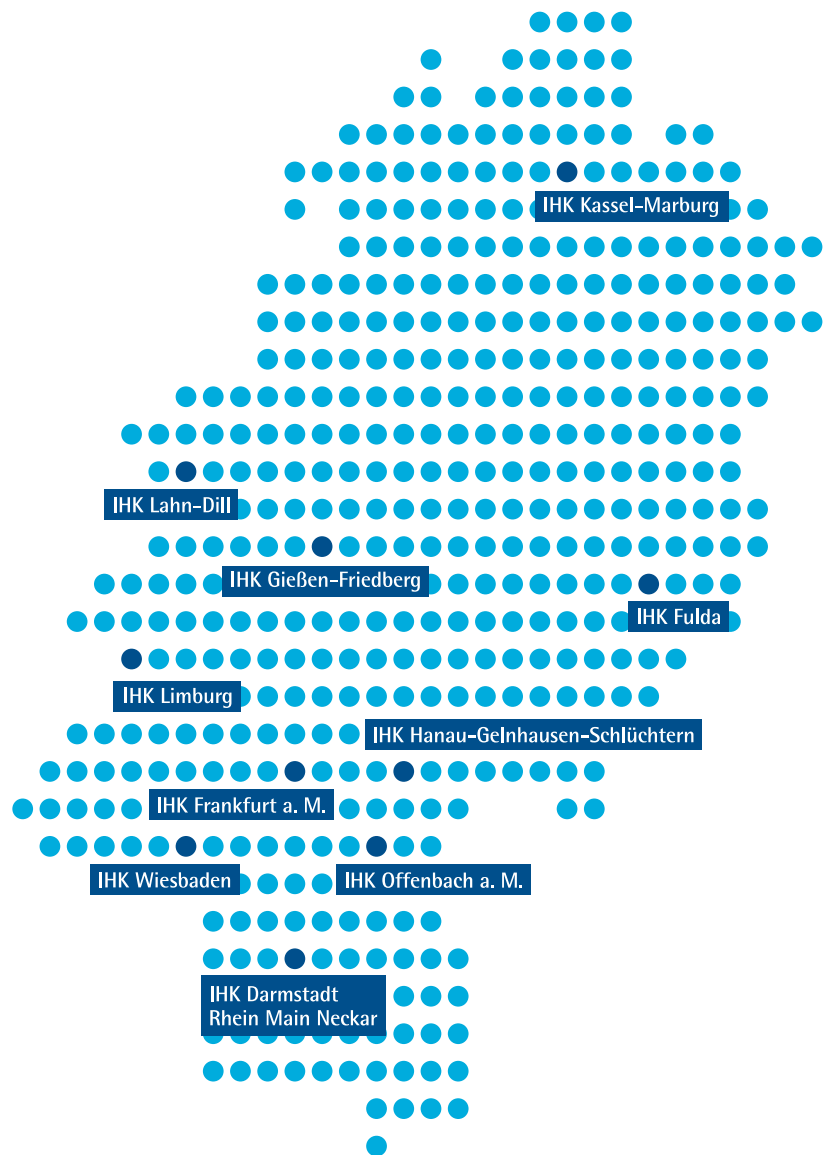 IHK Kassel-Marburg
IHK Lahn-Dill
IHK Gießen-Friedberg
IHK Fulda
IHK Limburg
IHK Hanau-Gelnhausen-Schlüchtern
IHK Frankfurt a. M.
IHK Wiesbaden
IHK Offenbach a. M.
IHK Darmstadt
Rhein Main Neckar